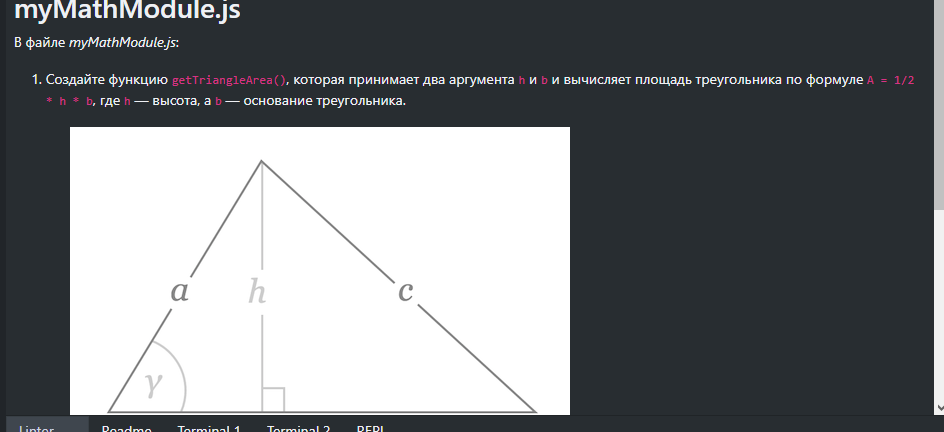 myMathModule.js
В файле myMathModule.js:
1. Создайте функцию getTriangleArea(), которая принимает два аргумента h и b и вычисляет площадь треугольника по формуле A = 1/2
* h * b, где h — высота, а b — основание треугольника.
a
h
c
γ
Linter Readme Terminal 1 Terminal 2 REPL